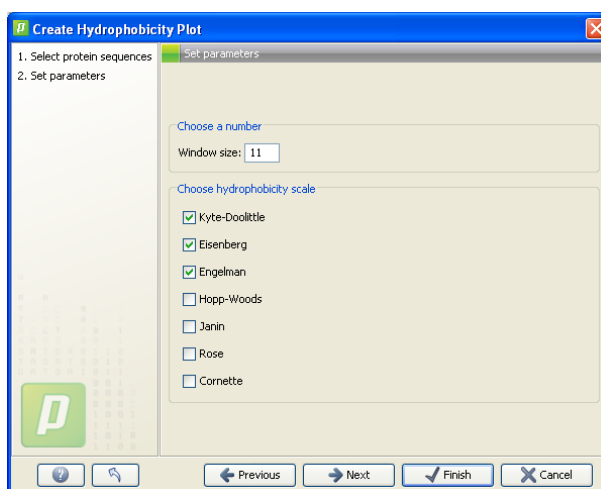 Create Hydrophobicity Plot
1. Select protein sequences
2. Set parameters
Set parameters
Choose a number
Window size: 11
Choose hydrophobicity scale
Kyte-Doolittle
Eisenberg
Engelman
Hopp-Woods
Janin
Rose
Cornette
Previous
Next
Finish
Cancel